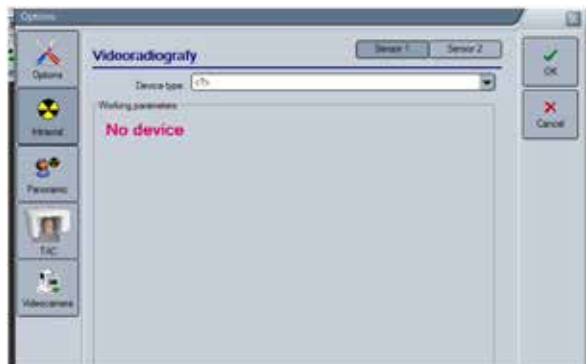 Options
Videoradiografy
Sensor 1
Sensor 2
OK
Options
Device type:
<?>
Working parameters
No device
Cancel
Intraoral
Panoramic
TAC
Videocamera